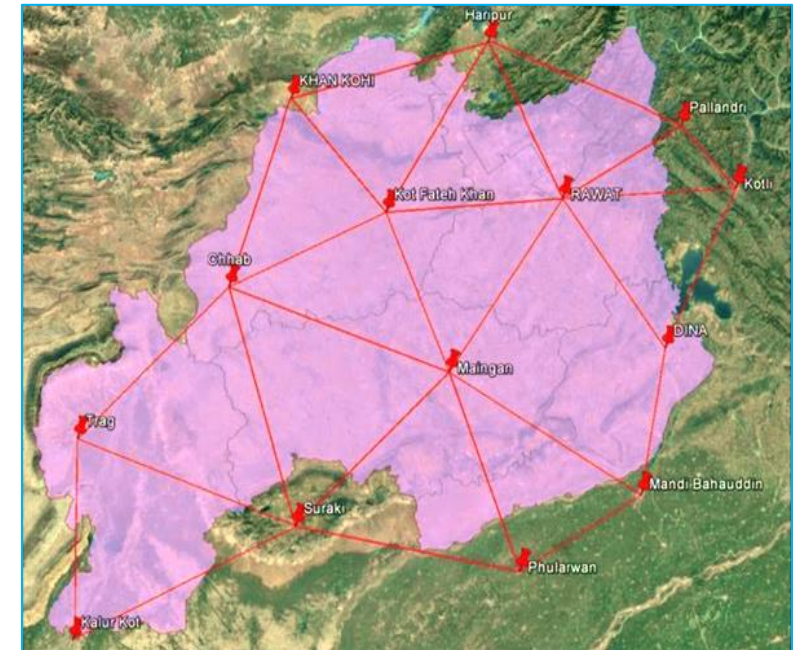 Haripur
KHAN KOHI
Pallandri
Kotli
Kot Fateh Khan
RAWAT
Chhab
DINA
Maingan
Trag
Mandi Bahauddin
Suraki
Phularwan
Kalur Kot